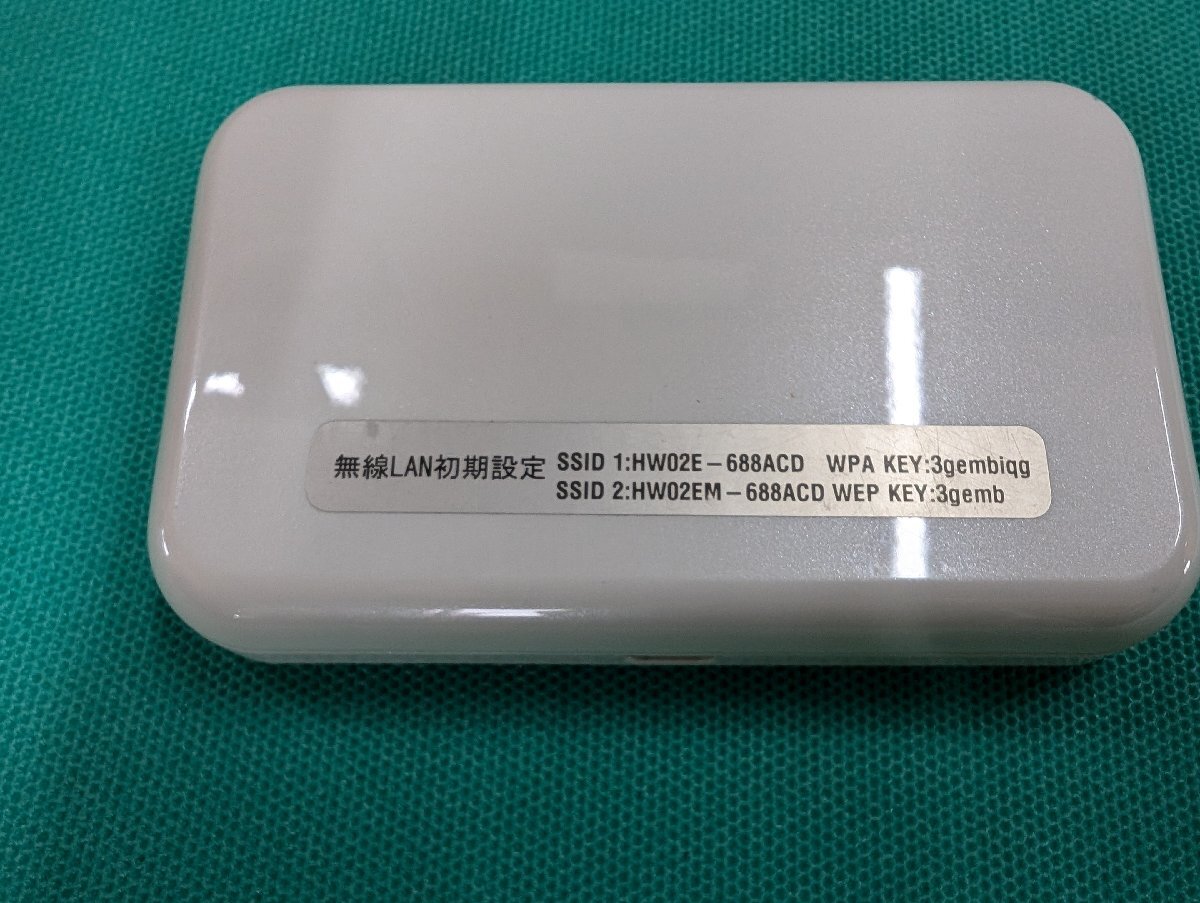 無線LAN初期設定 SSID 1:HW02E-688ACD WPA KEY:3gembiqg
SSID 2:HW02EM-688ACD WEP KEY:3gemb